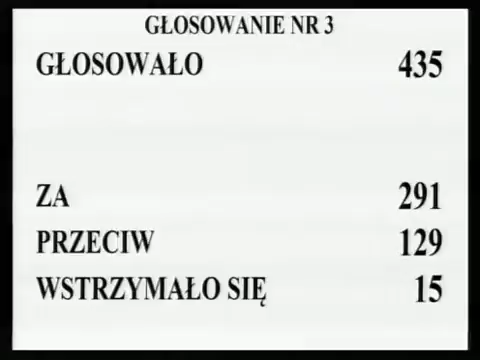 GŁOSOWANIE NR 3
GŁOSOWAŁO 435
ZA 291
PRZECIW 129
WSTRZYMAŁO SIĘ 15